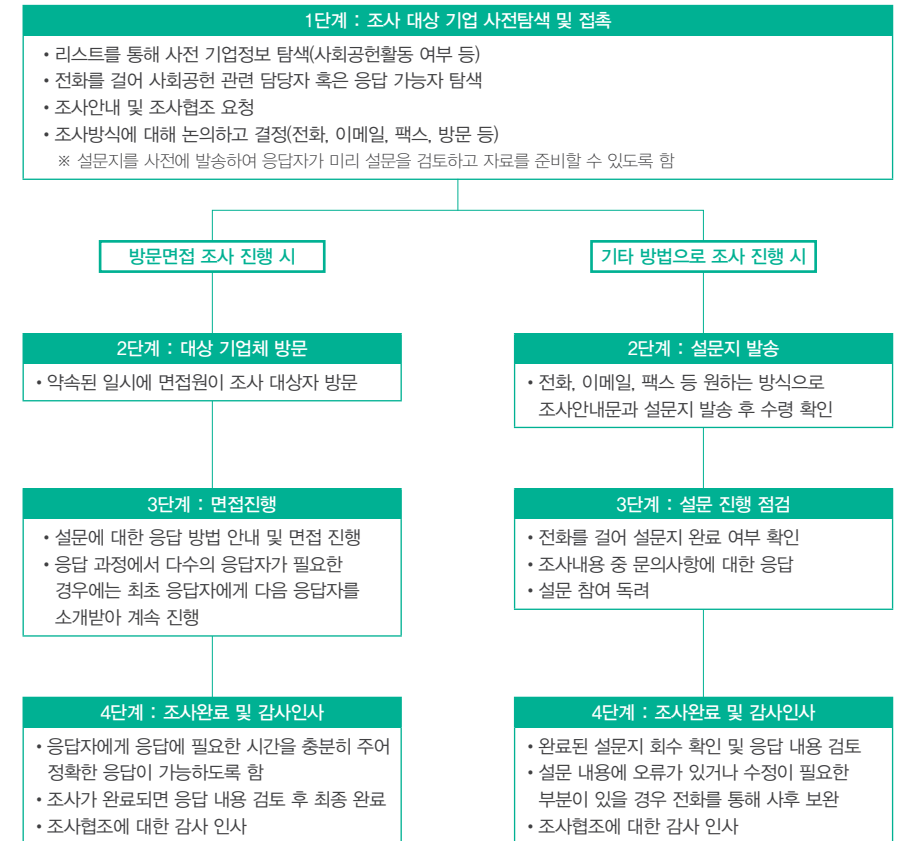 1단계 : 조사 대상 기업 사전탐색 및 접촉
• 리스트를 통해 사전 기업정보 탐색(사회공헌활동 여부 등)
• 전화를 걸어 사회공헌 관련 담당자 혹은 응답 가능자 탐색
• 조사안내 및 조사협조 요청
• 조사방식에 대해 논의하고 결정(전화, 이메일, 팩스, 방문 등)
※ 설문지를 사전에 발송하여 응답자가 미리 설문을 검토하고 자료를 준비할 수 있도록 함
방문면접 조사 진행 시
2단계 : 대상 기업체 방문
• 약속된 일시에 면접원이 조사 대상자 방문
3단계 : 면접진행
• 설문에 대한 응답 방법 안내 및 면접 진행
• 응답 과정에서 다수의 응답자가 필요한
경우에는 최초 응답자에게 다음 응답자를
소개받아 계속 진행
4단계 : 조사완료 및 감사인사
• 응답자에게 응답에 필요한 시간을 충분히 주어
정확한 응답이 가능하도록 함
• 조사가 완료되면 응답 내용 검토 후 최종 완료
• 조사협조에 대한 감사 인사
기타 방법으로 조사 진행 시
2단계 : 설문지 발송
• 전화, 이메일, 팩스 등 원하는 방식으로
조사안내문과 설문지 발송 후 수령 확인
3단계 : 설문 진행 점검
• 전화를 걸어 설문지 완료 여부 확인
• 조사내용 중 문의사항에 대한 응답
• 설문 참여 독려
4단계 : 조사완료 및 감사인사
• 완료된 설문지 회수 확인 및 응답 내용 검토
• 설문 내용에 오류가 있거나 수정이 필요한
부분이 있을 경우 전화를 통해 사후 보완
• 조사협조에 대한 감사 인사